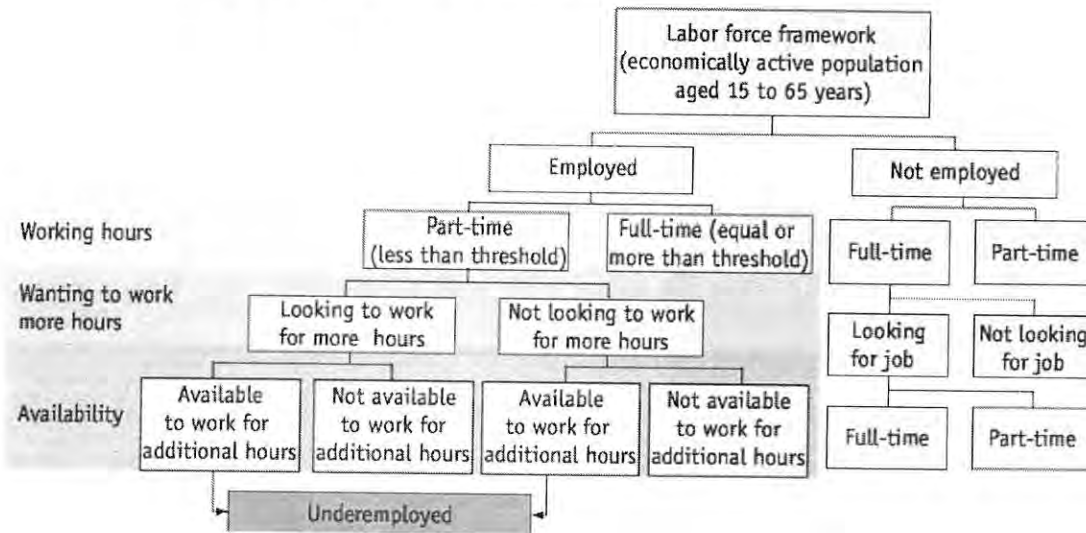 Labor force framework
(economically active population
aged 15 to 65 years)
Employed
Not employed
Working hours
Part-time
(less than threshold)
Full-time (equal or
more than threshold)
Full-time
Part-time
Wanting to work
more hours
Looking to work
for more hours
Not looking to work
for more hours
Looking
for job
Not looking
for job
Availability
Available
to work for
additional hours
Not available
to work for
additional hours
Available
to work for
additional hours
Not available
to work for
additional hours
Full-time
Part-time
Underemployed